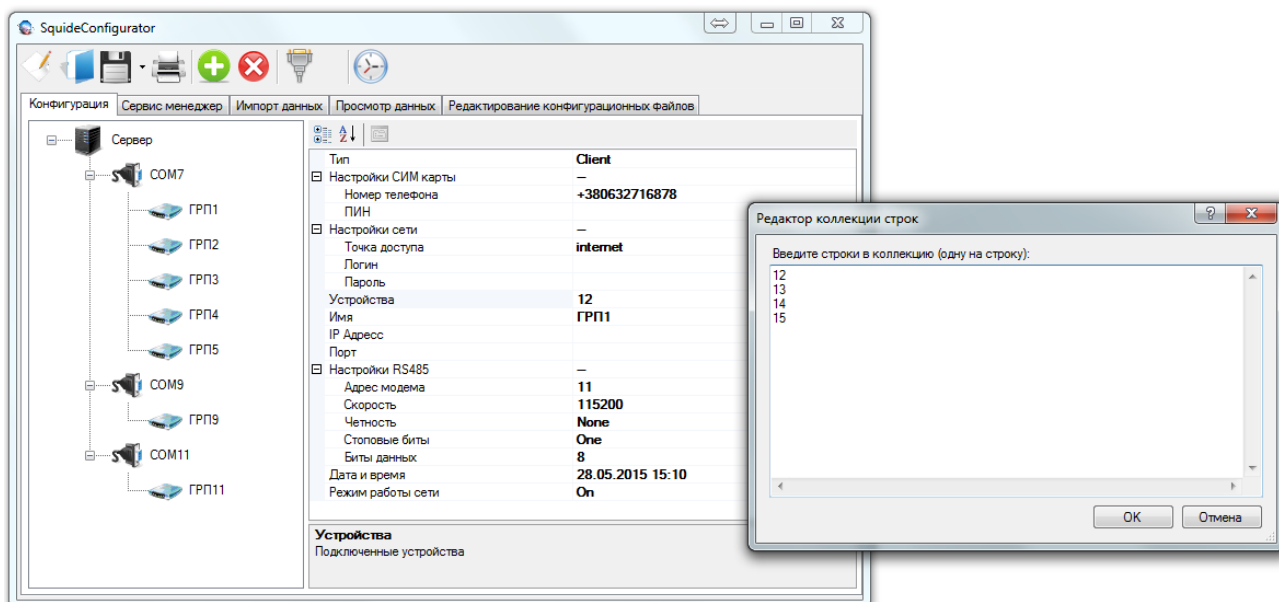 SquideConfigurator
Конфигурация Сервис менеджер Импорт данных Просмотр данных Редактирование конфигурационных файлов
Сервер
COM7
ГРП1
ГРП2
ГРП3
ГРП4
ГРП5
COM9
ГРП9
COM11
ГРП11
Тип Client
Настройки СИМ карты –
Номер телефона +380632716878
ПИН
Настройки сети –
Точка доступа internet
Логин
Пароль
Устройства 12
Имя ГРП1
IP Адресс
Порт
Настройки RS485 –
Адрес модема 11
Скорость 115200
Четность None
Стоповые биты One
Биты данных 8
Дата и время 28.05.2015 15:10
Режим работы сети On
Устройства
Подключенные устройства
Редактор коллекции строк
Введите строки в коллекцию (одну на строку):
12
13
14
15
OK Отмена